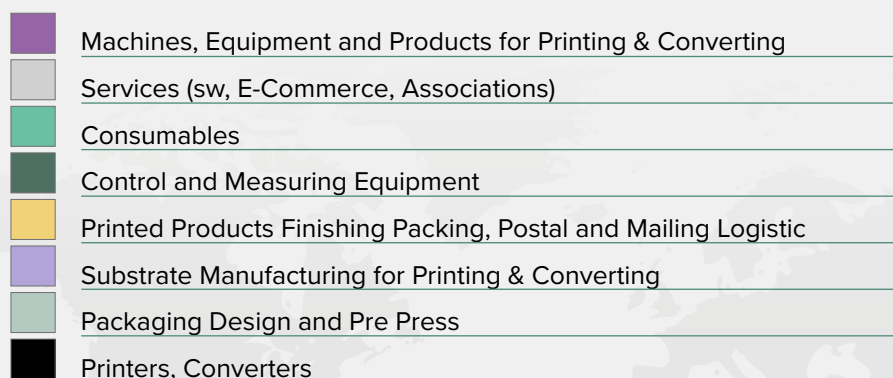 Machines, Equipment and Products for Printing & Converting
Services (sw, E-Commerce, Associations)
Consumables
Control and Measuring Equipment
Printed Products Finishing Packing, Postal and Mailing Logistic
Substrate Manufacturing for Printing & Converting
Packaging Design and Pre Press
Printers, Converters